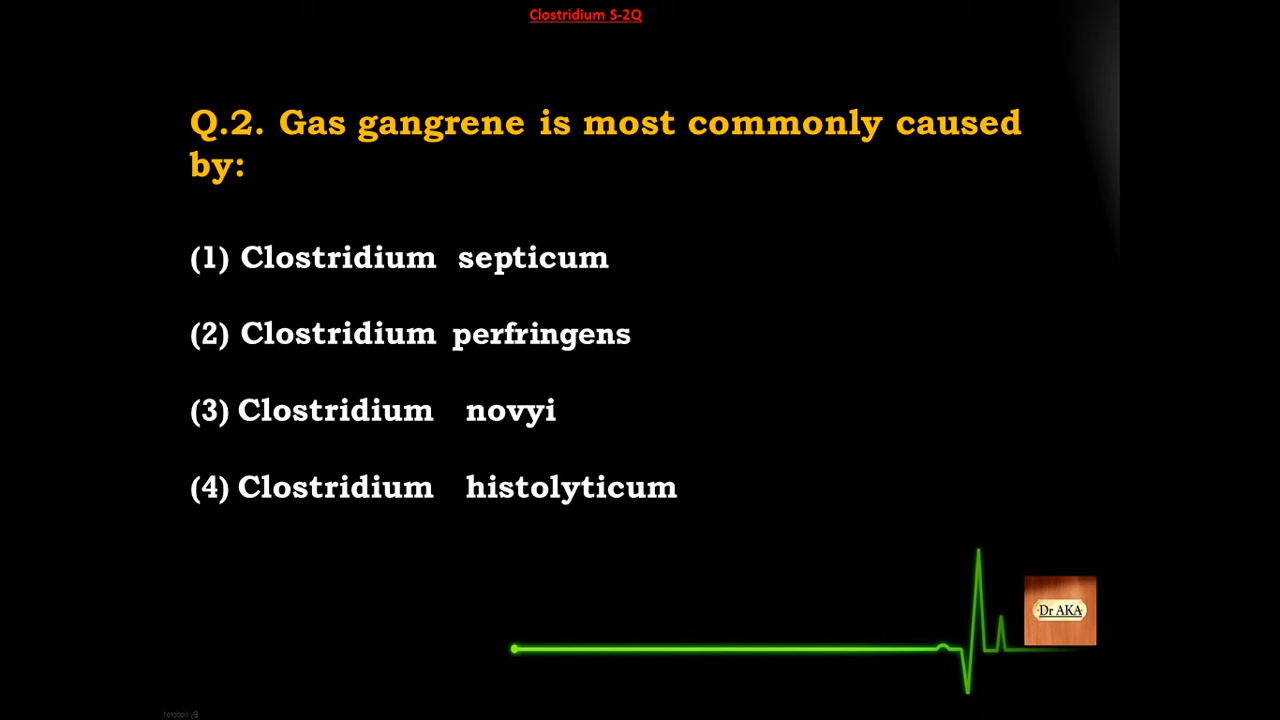 Clostridium S-2Q
Q.2. Gas gangrene is most commonly caused
by:
(1) Clostridium septicum
(2) Clostridium perfringens
(3) Clostridium novyi
(4) Clostridium histolyticum
Dr AKA